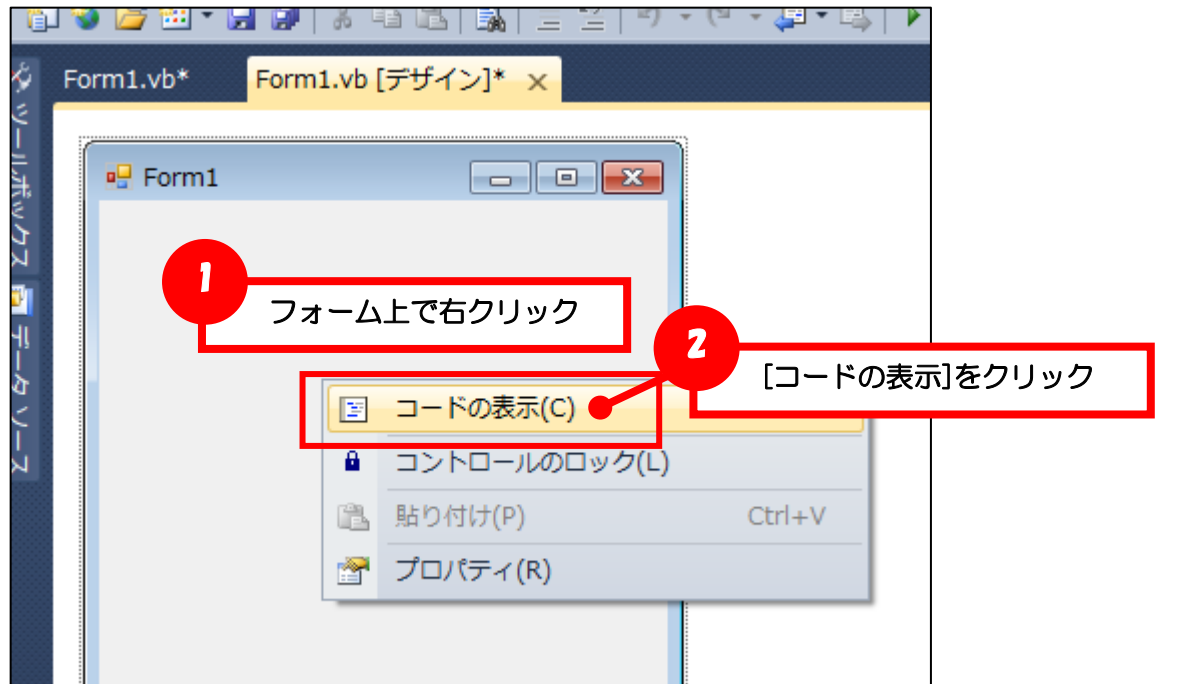 Form1.vb*
Form1.vb [デザイン]*
ツールボックス
データ ソース
Form1
1
フォーム上で右クリック
2
[コードの表示]をクリック
コードの表示(C)
コントロールのロック(L)
貼り付け(P) Ctrl+V
プロパティ(R)